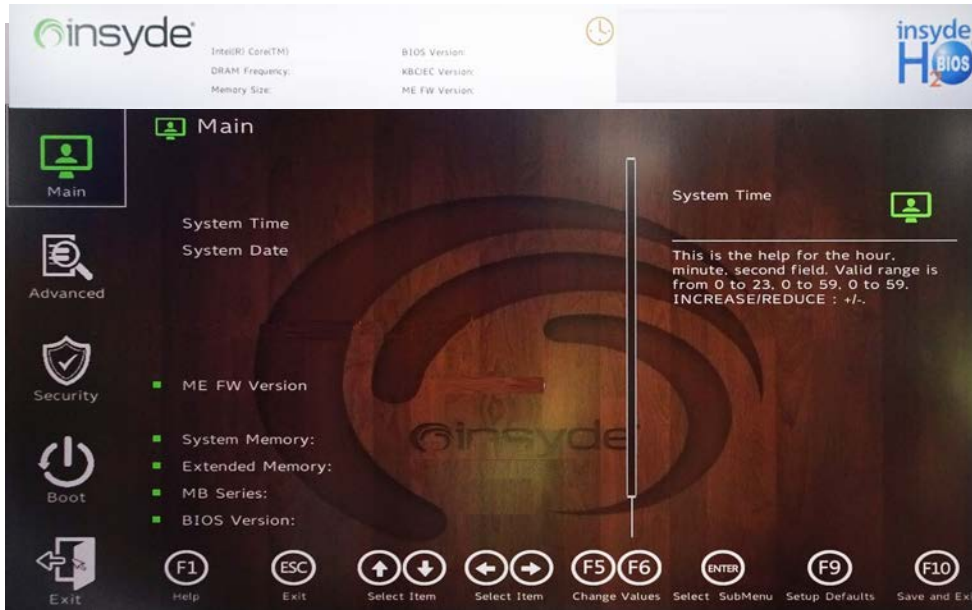 insyde
Intel(R) Core(TM)
DRAM Frequency:
Memory Size:
BIOS Version:
KBC/EC Version:
ME FW Version:
insyde
H2O
BIOS
Main
Advanced
Security
Boot
Exit
Main
System Time
System Date
ME FW Version
System Memory:
Extended Memory:
MB Series:
BIOS Version:
insyde
System Time
This is the help for the hour,
minute, second field. Valid range is
from 0 to 23, 0 to 59, 0 to 59.
INCREASE/REDUCE : +/-.
F1
Help
ESC
Exit
Select Item
Select Item
F5 F6
Change Values
ENTER
Select SubMenu
F9
Setup Defaults
F10
Save and Ex